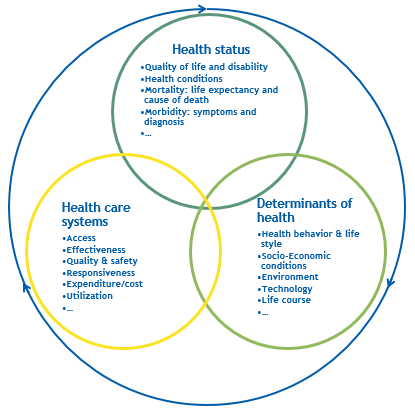 Health status
•Quality of life and disability
•Health conditions
•Mortality: life expectancy and
cause of death
•Morbidity: symptoms and
diagnosis
•...
Health care
systems
•Access
•Effectiveness
•Quality & safety
•Responsiveness
•Expenditure/cost
•Utilization
•...
Determinants of
health
•Health behavior & life
style
•Socio-Economic
conditions
•Environment
•Technology
•Life course
•...